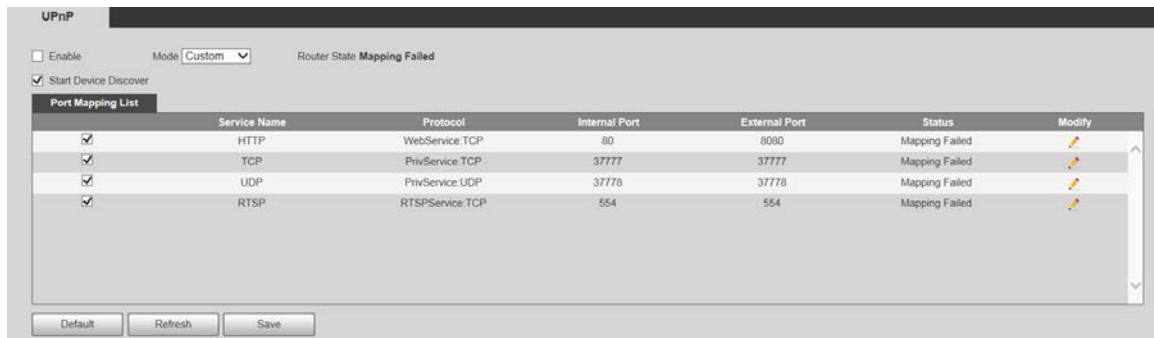 UPnP
Enable Mode Custom Router State Mapping Failed
Start Device Discover
Port Mapping List
Service Name Protocol Internal Port External Port Status Modify
HTTP WebService:TCP 80 8080 Mapping Failed
TCP PrivService:TCP 37777 37777 Mapping Failed
UDP PrivService:UDP 37778 37778 Mapping Failed
RTSP RTSPService:TCP 554 554 Mapping Failed
Default Refresh Save